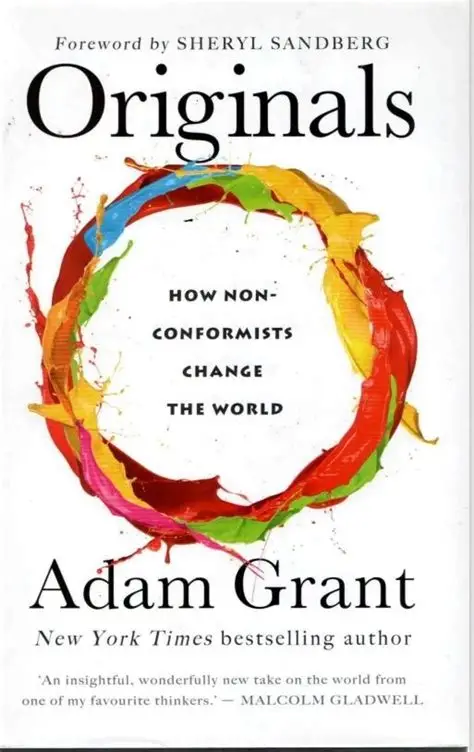 Foreword by SHERYL SANDBERG
Originals
HOW NON-
CONFORMISTS
CHANGE
THE WORLD
Adam Grant
New York Times bestselling author
'An insightful, wonderfully new take on the world from
one of my favourite thinkers.' — MALCOLM GLADWELL